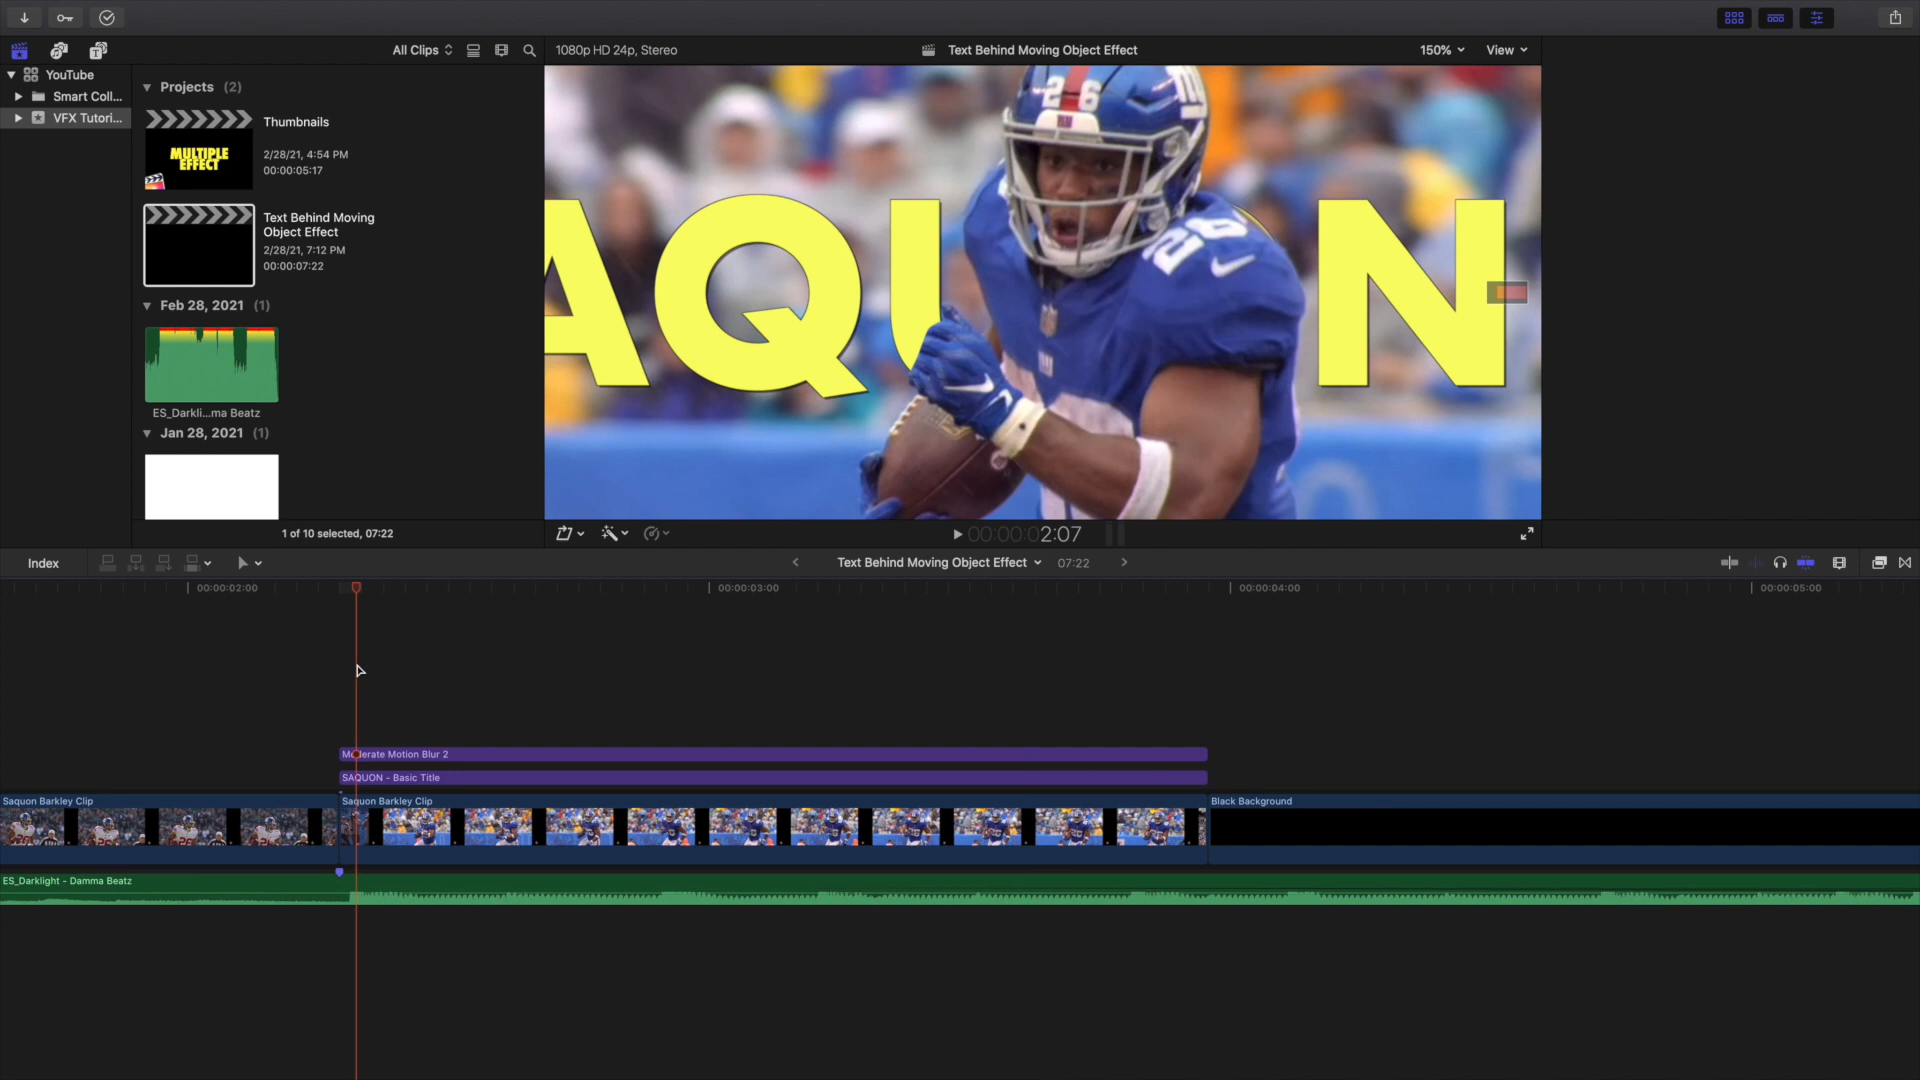 All Clips
1080p HD 24p, Stereo
Text Behind Moving Object Effect
150%
View
YouTube
Smart Coll...
VFX Tutori...
Projects (2)
MULTIPLE
EFFECT
Thumbnails
2/28/21, 4:54 PM
00:00:05:17
Text Behind Moving
Object Effect
2/28/21, 7:12 PM
00:00:07:22
Feb 28, 2021 (1)
ES_Darkli...ma Beatz
Jan 28, 2021 (1)
1 of 10 selected, 07:22
26
26
AQU N
00:00:02:07
Index
Text Behind Moving Object Effect
07:22
00:00:02:00
00:00:03:00
00:00:04:00
00:00:05:00
Moderate Motion Blur 2
SAQUON - Basic Title
Saquon Barkley Clip
Saquon Barkley Clip
Black Background
ES_Darklight - Damma Beatz